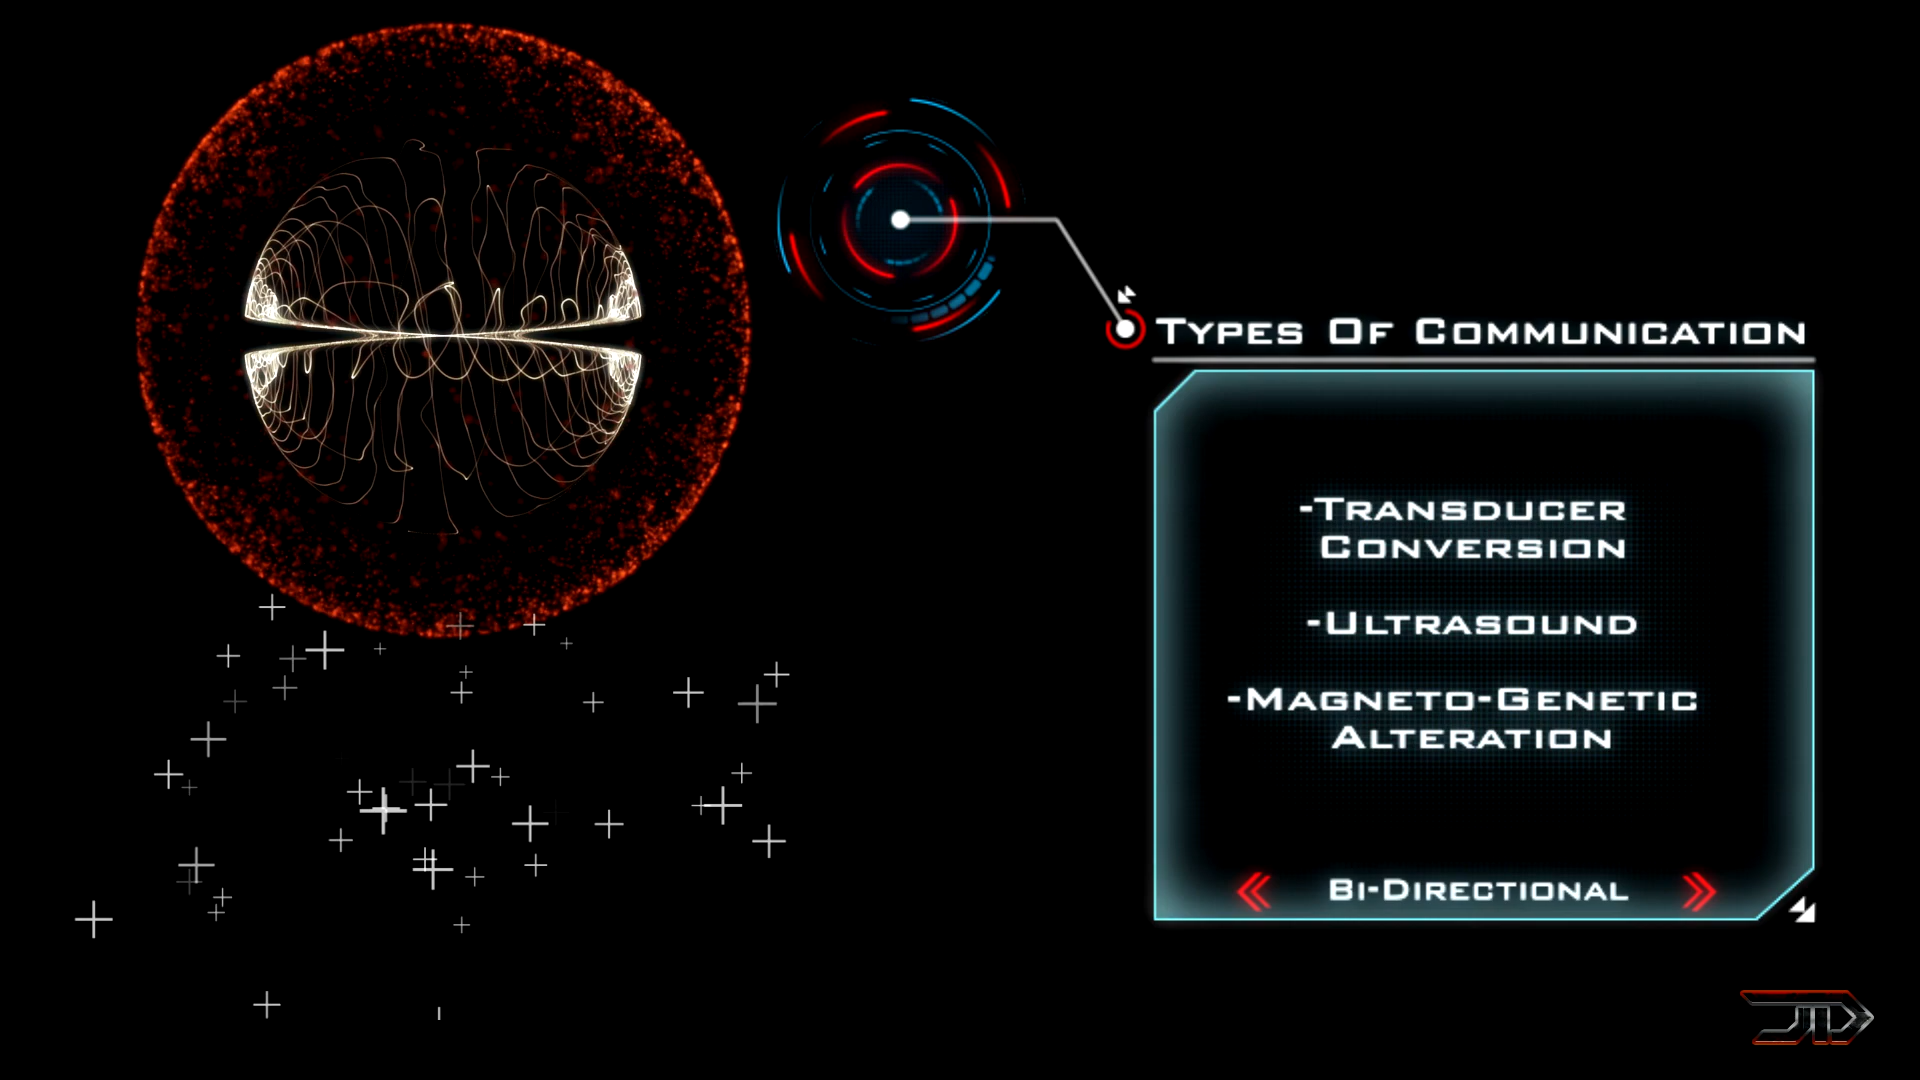 Types Of Communication
-Transducer
Conversion
-Ultrasound
-Magneto-Genetic
Alteration
Bi-Directional